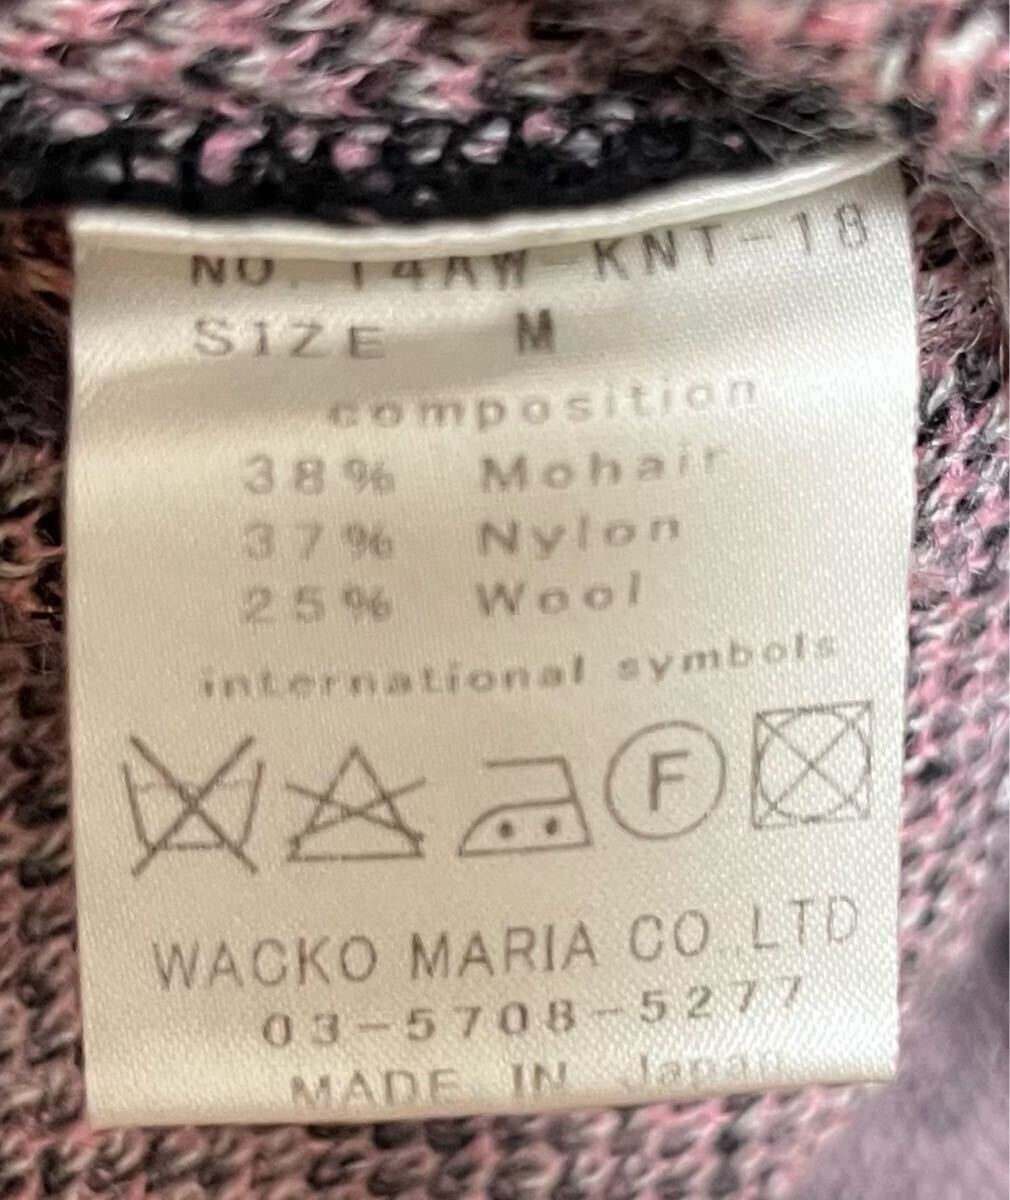 NO. 14AW-KNT-18
SIZE M
composition
38% Mohair
37% Nylon
25% Wool
international symbols
F
WACKO MARIA CO.,LTD
03-5708-5277
MADE IN Japan